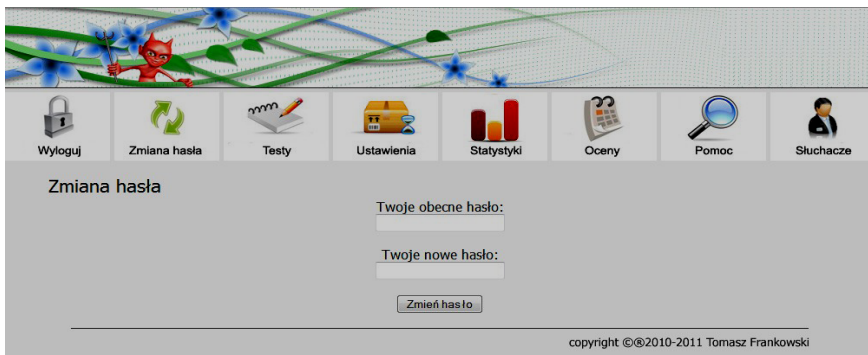 Wyloguj Zmiana hasła Testy Ustawienia Statystyki Oceny Pomoc Słuchacze
Zmiana hasła
Twoje obecne hasło:
Twoje nowe hasło:
Zmień hasło
copyright ©®2010-2011 Tomasz Frankowski